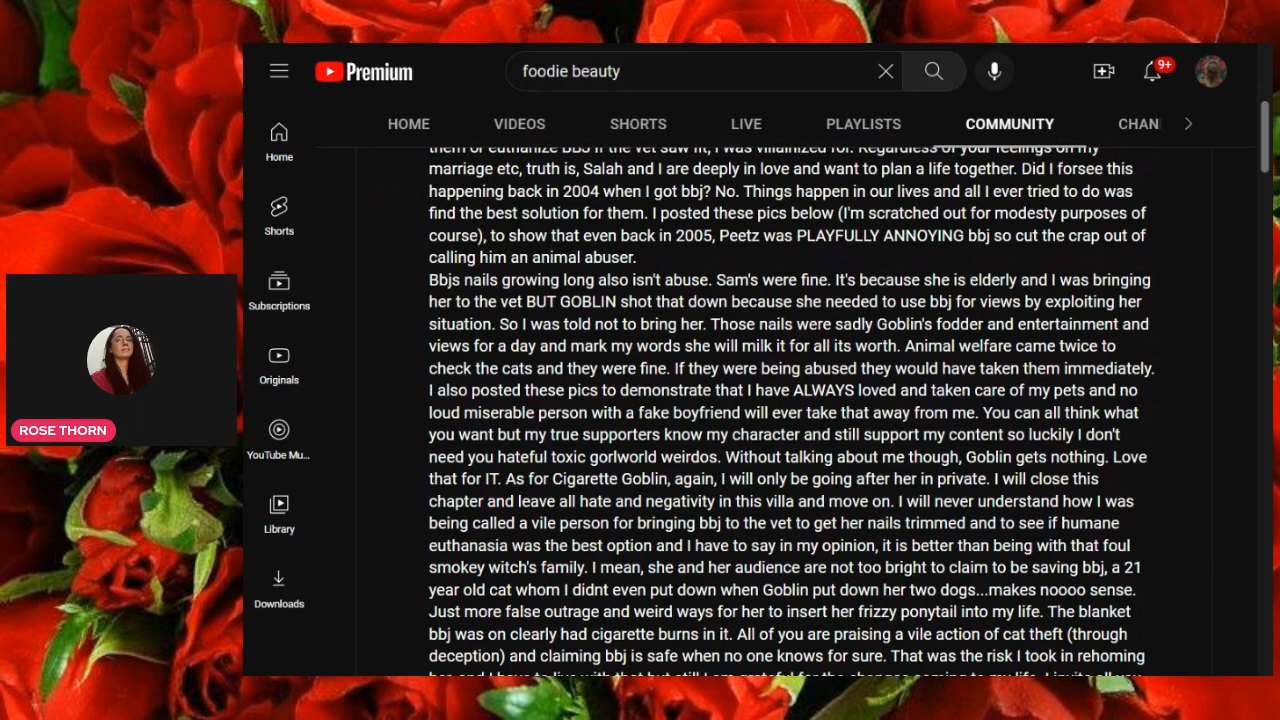 Premium
foodie beauty
9+
HOME VIDEOS SHORTS LIVE PLAYLISTS COMMUNITY CHAN
Home
Shorts
Subscriptions
Originals
YouTube Mu...
Library
Downloads
them or euthanize BBJ if the vet saw fit, I was villainized for. Regardless of your feelings on my
marriage etc, truth is, Salah and I are deeply in love and want to plan a life together. Did I forsee this
happening back in 2004 when I got bbj? No. Things happen in our lives and all I ever tried to do was
find the best solution for them. I posted these pics below (I'm scratched out for modesty purposes of
course), to show that even back in 2005, Peetz was PLAYFULLY ANNOYING bbj so cut the crap out of
calling him an animal abuser.
Bbjs nails growing long also isn't abuse. Sam's were fine. It's because she is elderly and I was bringing
her to the vet BUT GOBLIN shot that down because she needed to use bbj for views by exploiting her
situation. So I was told not to bring her. Those nails were sadly Goblin's fodder and entertainment and
views for a day and mark my words she will milk it for all its worth. Animal welfare came twice to
check the cats and they were fine. If they were being abused they would have taken them immediately.
I also posted these pics to demonstrate that I have ALWAYS loved and taken care of my pets and no
loud miserable person with a fake boyfriend will ever take that away from me. You can all think what
you want but my true supporters know my character and still support my content so luckily I don't
need you hateful toxic gorlworld weirdos. Without talking about me though, Goblin gets nothing. Love
that for IT. As for Cigarette Goblin, again, I will only be going after her in private. I will close this
chapter and leave all hate and negativity in this villa and move on. I will never understand how I was
being called a vile person for bringing bbj to the vet to get her nails trimmed and to see if humane
euthanasia was the best option and I have to say in my opinion, it is better than being with that foul
smokey witch's family. I mean, she and her audience are not too bright to claim to be saving bbj, a 21
year old cat whom I didnt even put down when Goblin put down her two dogs...makes noooo sense.
Just more false outrage and weird ways for her to insert her frizzy ponytail into my life. The blanket
bbj was on clearly had cigarette burns in it. All of you are praising a vile action of cat theft (through
deception) and claiming bbj is safe when no one knows for sure. That was the risk I took in rehoming
ROSE THORN